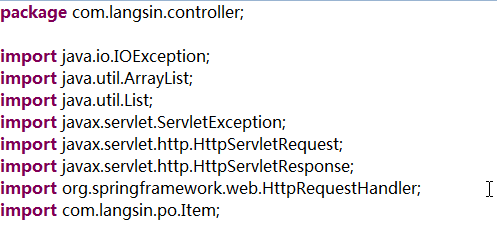 package com.langsin.controller;
import java.io.IOException;
import java.util.ArrayList;
import java.util.List;
import javax.servlet.ServletException;
import javax.servlet.http.HttpServletRequest;
import javax.servlet.http.HttpServletResponse;
import org.springframework.web.HttpRequestHandler;
import com.langsin.po.Item;